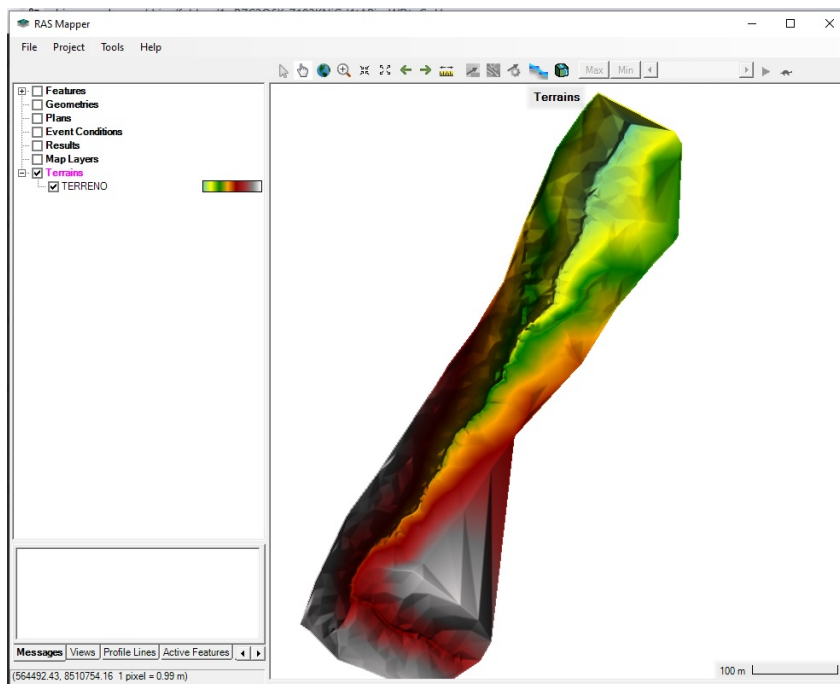 RAS Mapper
File Project Tools Help
Max Min
Features
Geometries
Plans
Event Conditions
Results
Map Layers
Terrains
TERRENO
Terrains
Messages Views Profile Lines Active Features
(564492.43, 8510754.16 1 pixel = 0.99 m)
100 m